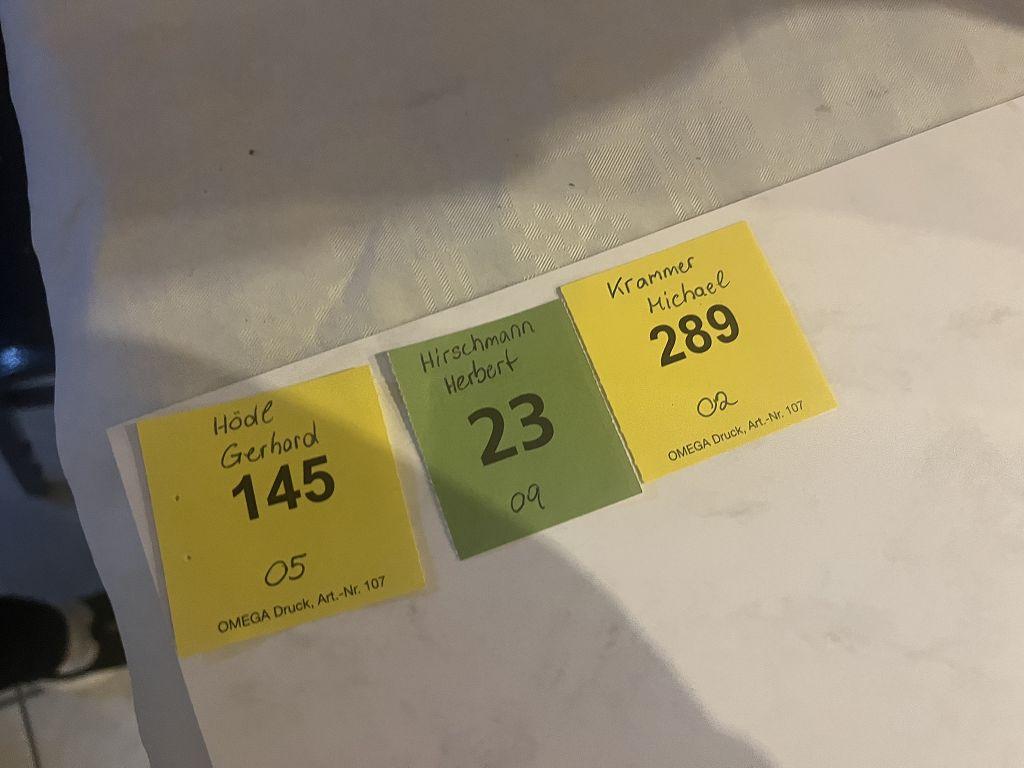 Hödl
Gerhard
145
05
OMEGA Druck, Art.-Nr. 107
Hirschmann
Herbert
23
09
Krammer
Michael
289
02
OMEGA Druck, Art.-Nr. 107